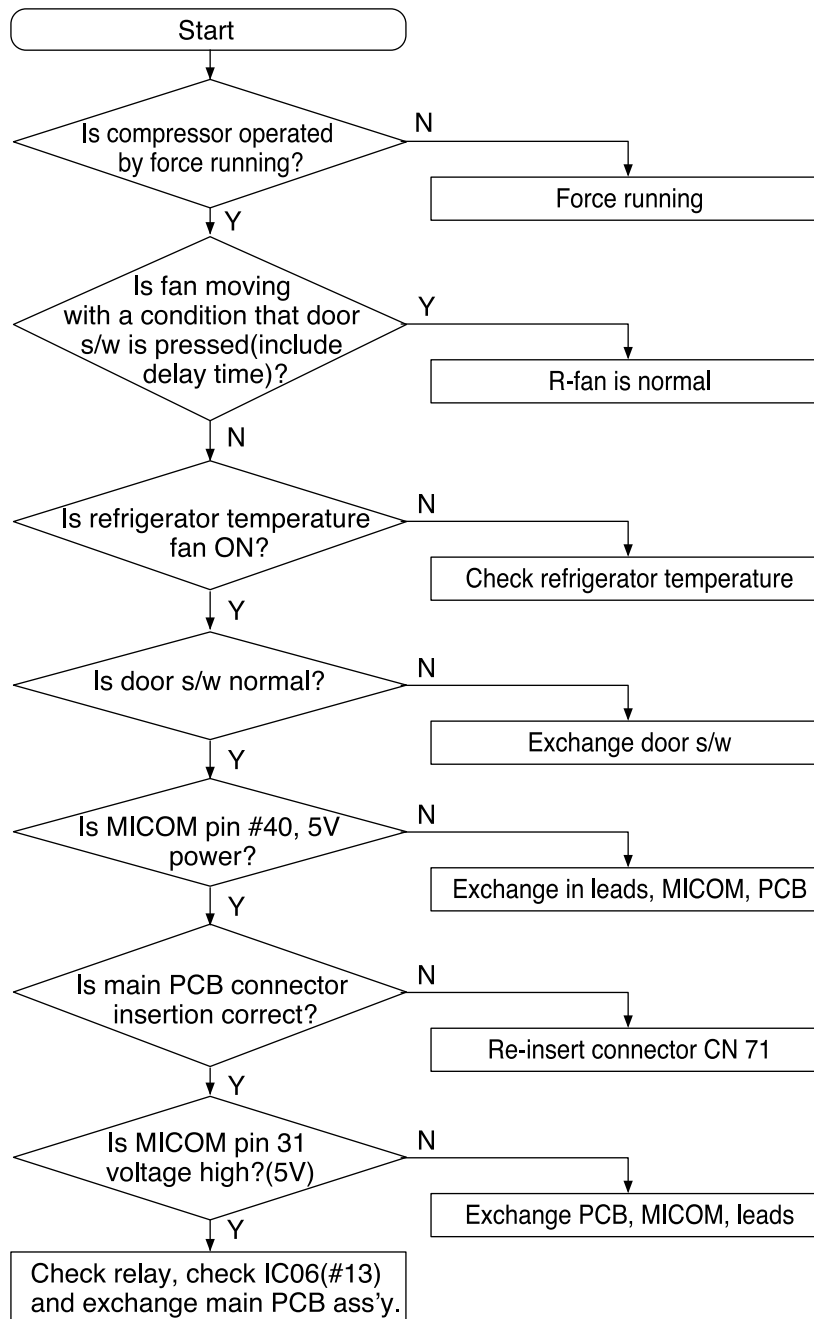 Start
Is compressor operated
by force running?
N
Force running
Y
Is fan moving
with a condition that door
s/w is pressed(include
delay time)?
Y
R-fan is normal
N
Is refrigerator temperature
fan ON?
N
Check refrigerator temperature
Y
Is door s/w normal?
N
Exchange door s/w
Y
Is MICOM pin #40, 5V
power?
N
Exchange in leads, MICOM, PCB
Y
Is main PCB connector
insertion correct?
N
Re-insert connector CN 71
Y
Is MICOM pin 31
voltage high?(5V)
N
Exchange PCB, MICOM, leads
Y
Check relay, check IC06(#13)
and exchange main PCB ass'y.